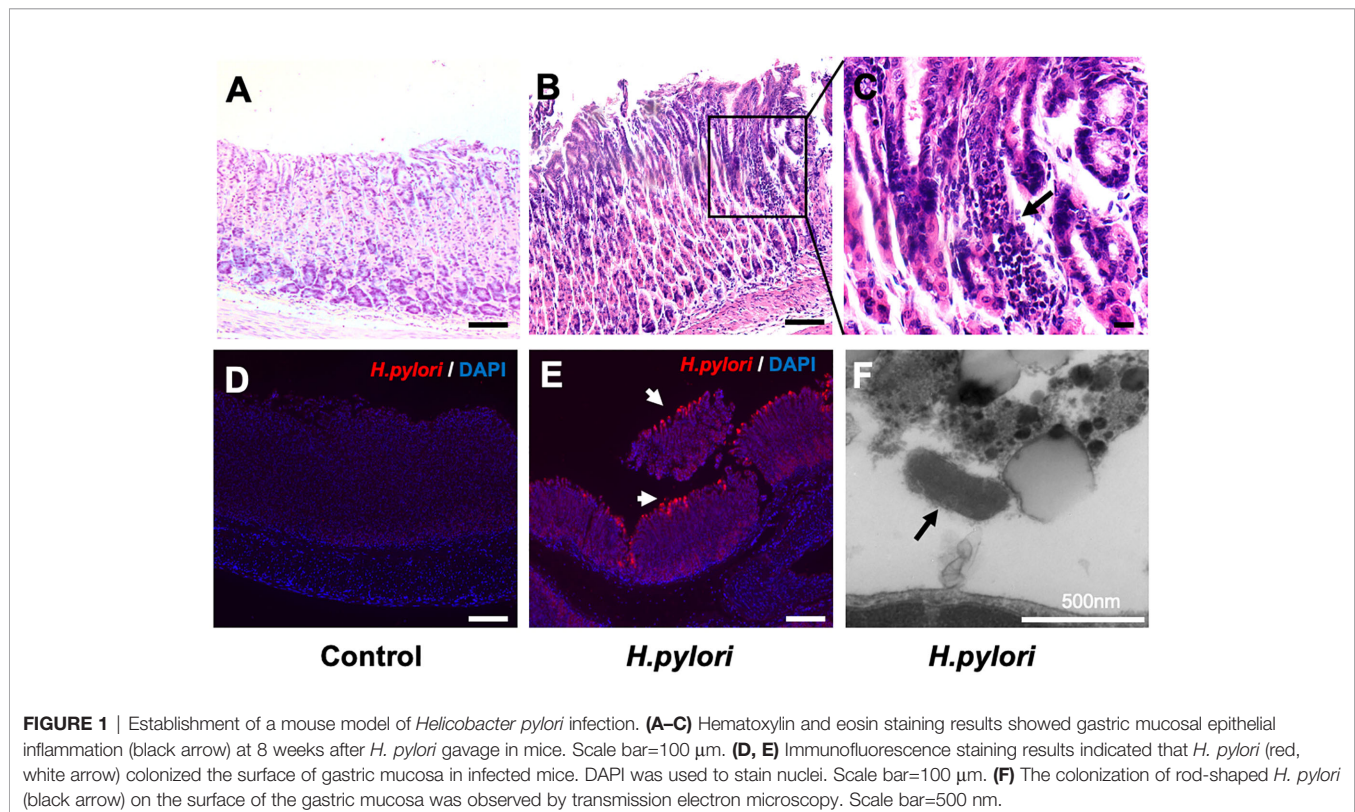 A
B
C
D
H.pylori / DAPI
E
H.pylori / DAPI
F
500nm
Control
H.pylori
H.pylori
FIGURE 1 | Establishment of a mouse model of Helicobacter pylori infection. (A–C) Hematoxylin and eosin staining results showed gastric mucosal epithelial
inflammation (black arrow) at 8 weeks after H. pylori gavage in mice. Scale bar=100 μm. (D, E) Immunofluorescence staining results indicated that H. pylori (red,
white arrow) colonized the surface of gastric mucosa in infected mice. DAPI was used to stain nuclei. Scale bar=100 μm. (F) The colonization of rod-shaped H. pylori
(black arrow) on the surface of the gastric mucosa was observed by transmission electron microscopy. Scale bar=500 nm.